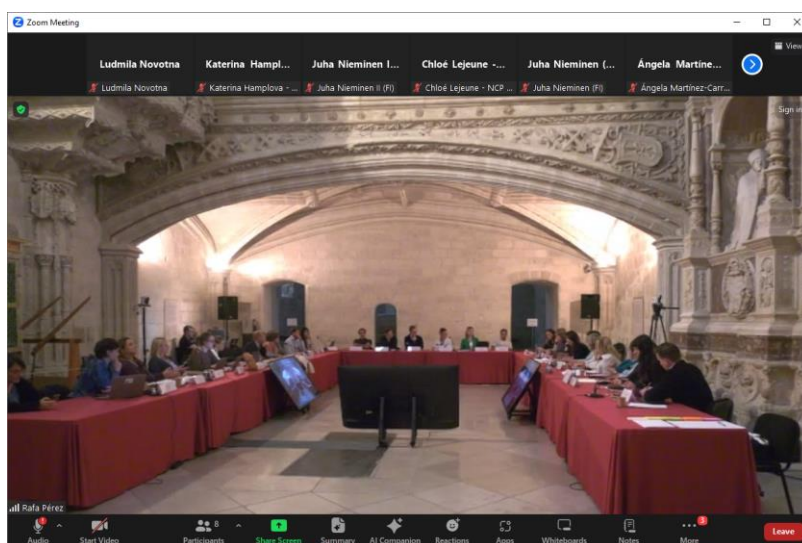 Zoom Meeting
View
Ludmila Novotna
Katerina Hampl...
Juha Nieminen I...
Chloé Lejeune -...
Juha Nieminen (...
Ángela Martíne...
Ludmila Novotna
Katerina Hamplova - ...
Juha Nieminen II (FI)
Chloé Lejeune - NCP ...
Juha Nieminen (FI)
Ángela Martínez-Carr...
Sign in
Rafa Pérez
8
3
Audio
Start Video
Participants
Share Screen
Summary
AI Companion
Reactions
Apps
Whiteboards
Notes
More
Leave